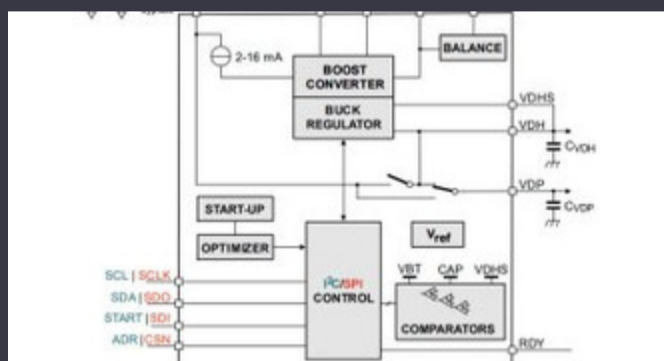 BALANCE
2-16 mA
BOOST
CONVERTER
BUCK
REGULATOR
VDHS
VDH
CVDH
VDP
CVDP
START-UP
OPTIMIZER
Vref
I²C/SPI
CONTROL
VBT CAP VDHS
COMPARATORS
SCL | SCLK
SDA | SDO
START | SDI
ADR | CSN
RDY